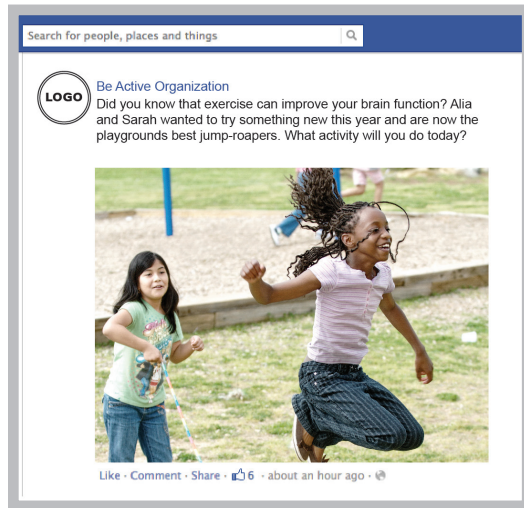 Search for people, places and things
LOGO
Be Active Organization
Did you know that exercise can improve your brain function? Alia
and Sarah wanted to try something new this year and are now the
playgrounds best jump-roapers. What activity will you do today?
Like · Comment · Share · 6 · about an hour ago ·